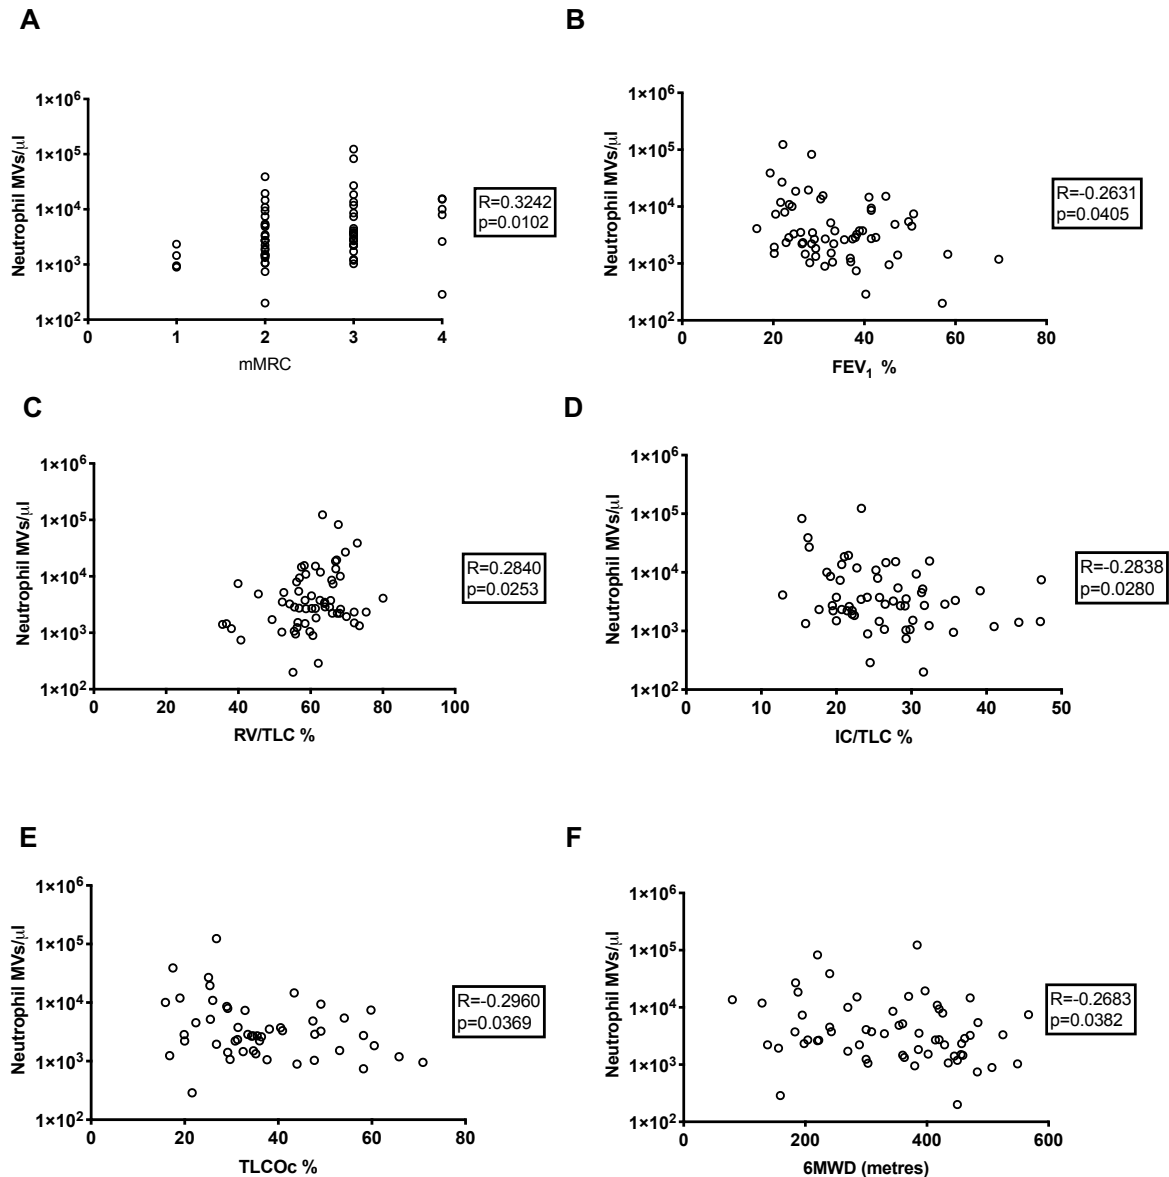 A
Neutrophil MVs/µl
1×10⁶
1×10⁵
1×10⁴
1×10³
1×10²
0
1
2
3
4
mMRC
R=0.3242
p=0.0102
B
Neutrophil MVs/µl
1×10⁶
1×10⁵
1×10⁴
1×10³
1×10²
0
20
40
60
80
FEV₁ %
R=-0.2631
p=0.0405
C
Neutrophil MVs/µl
1×10⁶
1×10⁵
1×10⁴
1×10³
1×10²
0
20
40
60
80
100
RV/TLC %
R=0.2840
p=0.0253
D
Neutrophil MVs/µl
1×10⁶
1×10⁵
1×10⁴
1×10³
1×10²
0
10
20
30
40
50
IC/TLC %
R=-0.2838
p=0.0280
E
Neutrophil MVs/µl
1×10⁶
1×10⁵
1×10⁴
1×10³
1×10²
0
20
40
60
80
TLCOc %
R=-0.2960
p=0.0369
F
Neutrophil MVs/µl
1×10⁶
1×10⁵
1×10⁴
1×10³
1×10²
0
200
400
600
6MWD (metres)
R=-0.2683
p=0.0382